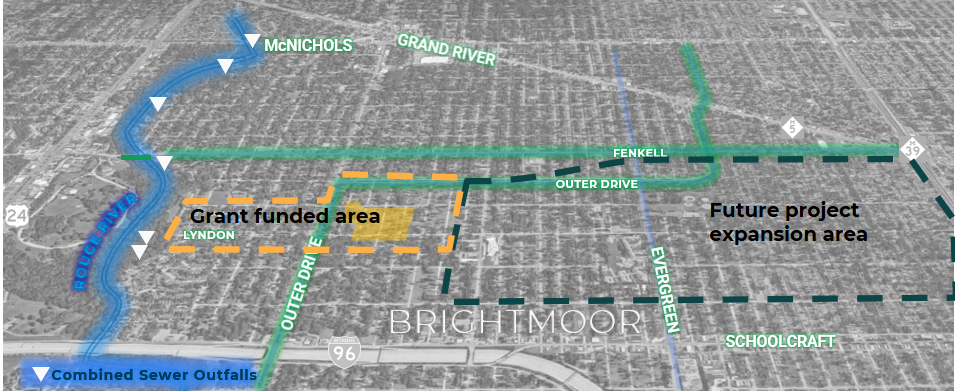 McNICHOLS
GRAND RIVER
M
5
M
39
FENKELL
OUTER DRIVE
24
ROUGE RIVER
Grant funded area
LYNDON
Future project
expansion area
OUTER DRIVE
EVERGREEN
BRIGHTMOOR
SCHOOLCRAFT
96
Combined Sewer Outfalls